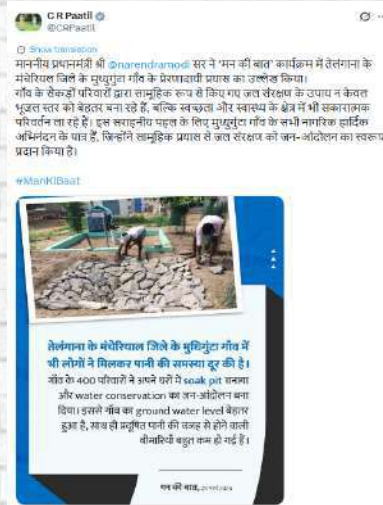 C R Paatil
@CRPaatil
Show translation
माननीय प्रधानमंत्री श्री @narendramodi सर ने 'मन की बात' कार्यक्रम में तेलंगाना के
मंचेरियल जिले के मुधुगुंटा गाँव के प्रेरणादायी प्रयास का उल्लेख किया।
गाँव के सैकड़ों परिवारों द्वारा सामूहिक रूप से किए गए जल संरक्षण के उपाय न केवल
भूजल स्तर को बेहतर बना रहे हैं, बल्कि स्वच्छता और स्वास्थ्य के क्षेत्र में भी सकारात्मक
परिवर्तन ला रहे हैं। इस सराहनीय पहल के लिए मुधुगुंटा गाँव के सभी नागरिक हार्दिक
अभिनंदन के पात्र हैं, जिन्होंने सामूहिक प्रयास से जल संरक्षण को जन-आंदोलन का स्वरूप
प्रदान किया है।
#MannKiBaat
तेलंगाना के मंचेरियाल जिले के मुधिगुंटा गाँव में
भी लोगों ने मिलकर पानी की समस्या दूर की है।
गाँव के 400 परिवारों ने अपने घरों में soak pit बनाया
और water conservation का जन-आंदोलन बना
दिया। इससे गाँव का ground water level बेहतर
हुआ है, साथ ही प्रदूषित पानी की वजह से होने वाली
बीमारियाँ बहुत कम हो गई हैं।
मन की बात,